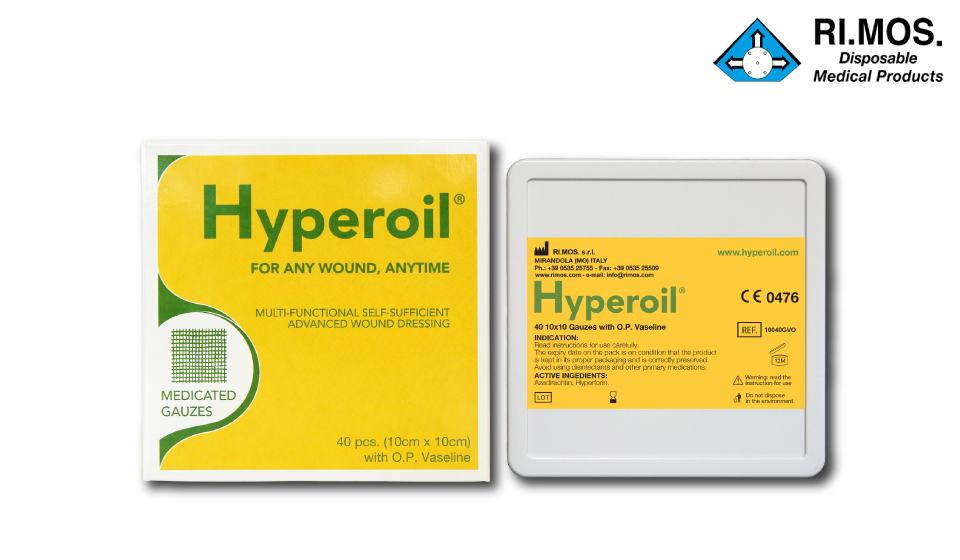 RI.MOS.
Disposable
Medical Products
Hyperoil®
FOR ANY WOUND, ANYTIME
MULTI-FUNCTIONAL SELF-SUFFICIENT
ADVANCED WOUND DRESSING
MEDICATED
GAUZES
40 pcs. (10cm x 10cm)
with O.P. Vaseline
RI.MOS. s.r.l.
MIRANDOLA (MO) ITALY
Ph.: +39 0535 25755 - Fax: +39 0535 25509
www.rimos.com - e-mail: info@rimos.com
www.hyperoil.com
Hyperoil®
CE 0476
40 10x10 Gauzes with O.P. Vaseline
REF. 10040GVO
INDICATION:
Read instructions for use carefully.
The expiry date on the pack is on condition that the product
is kept in its proper packaging and is correctly preserved.
Avoid using disinfectants and other primary medications.
12M
ACTIVE INGEDIENTS:
Azadirachtin, Hyperforin.
Warning: read the
instruction for use
LOT
Do not dispose
in the environment